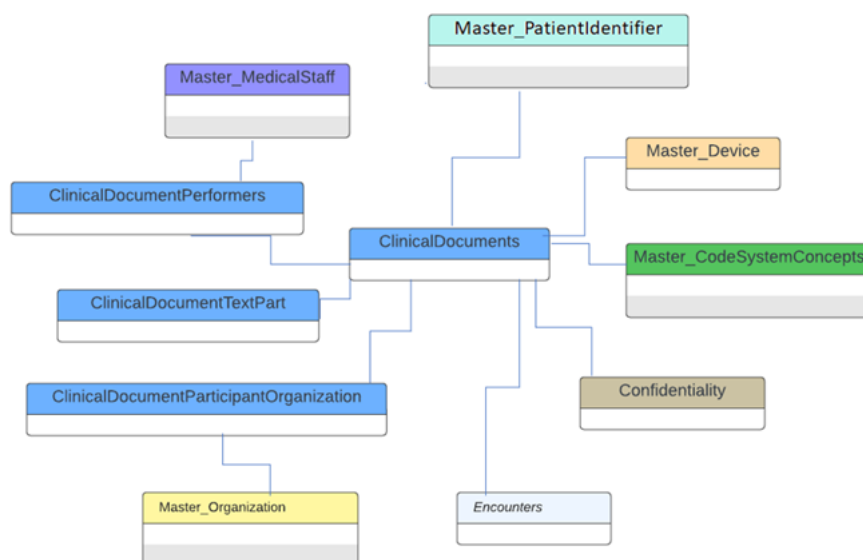 Master_PatientIdentifier
Master_MedicalStaff
Master_Device
ClinicalDocumentPerformers
ClinicalDocuments
Master_CodeSystemConcepts
ClinicalDocumentTextPart
Confidentiality
ClinicalDocumentParticipantOrganization
Master_Organization
Encounters